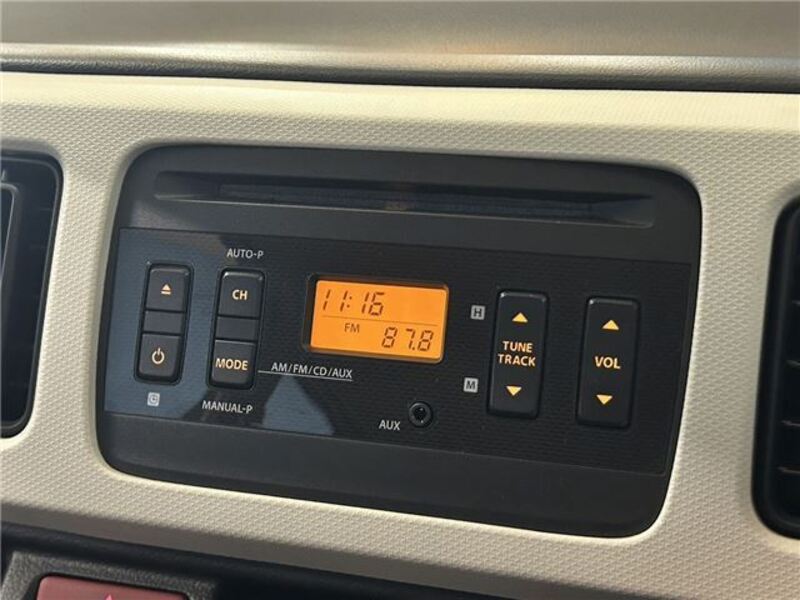 AUTO-P
CH
MODE
AM/FM/CD/AUX
MANUAL-P
11:16
FM
87.8
AUX
H
M
TUNE
TRACK
VOL